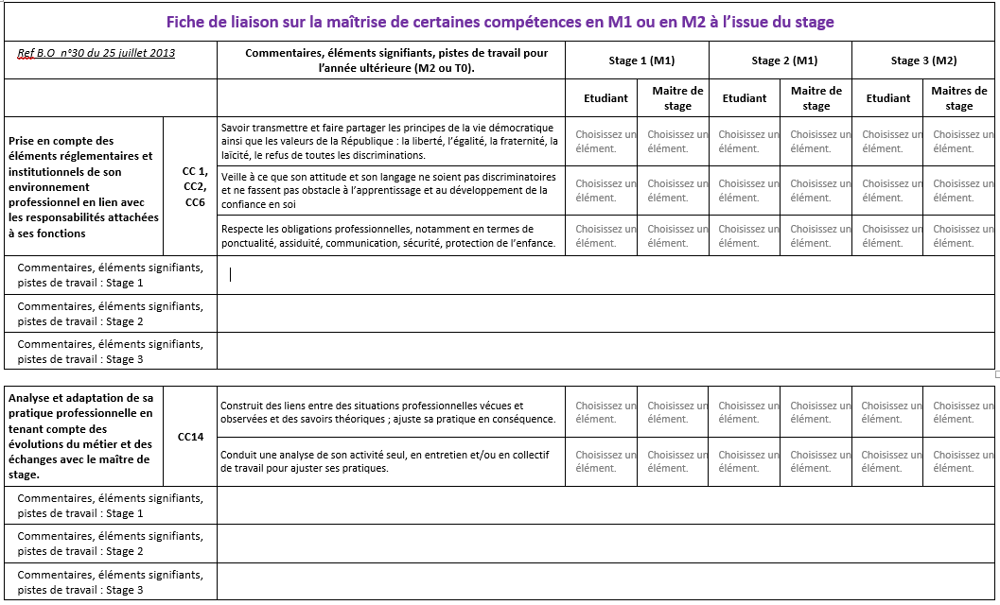 Fiche de liaison sur la maîtrise de certaines compétences en M1 ou en M2 à l'issue du stage
Ref B.O n°30 du 25 juillet 2013
Commentaires, éléments signifiants, pistes de travail pour
l'année ultérieure (M2 ou T0).
Stage 1 (M1)
Stage 2 (M1)
Stage 3 (M2)
Etudiant
Maitre de
stage
Etudiant
Maitre de
stage
Etudiant
Maitres de
stage
Prise en compte des
éléments réglementaires et
institutionnels de son
environnement
professionnel en lien avec
les responsabilités attachées
à ses fonctions
CC 1,
CC2,
CC6
Savoir transmettre et faire partager les principes de la vie démocratique
ainsi que les valeurs de la République : la liberté, l'égalité, la fraternité, la
laïcité, le refus de toutes les discriminations.
Choisissez un
élément.
Choisissez un
élément.
Choisissez un
élément.
Choisissez un
élément.
Choisissez un
élément.
Choisissez un
élément.
Veille à ce que son attitude et son langage ne soient pas discriminatoires
et ne fassent pas obstacle à l'apprentissage et au développement de la
confiance en soi
Choisissez un
élément.
Choisissez un
élément.
Choisissez un
élément.
Choisissez un
élément.
Choisissez un
élément.
Choisissez un
élément.
Respecte les obligations professionnelles, notamment en termes de
ponctualité, assiduité, communication, sécurité, protection de l'enfance.
Choisissez un
élément.
Choisissez un
élément.
Choisissez un
élément.
Choisissez un
élément.
Choisissez un
élément.
Choisissez un
élément.
Commentaires, éléments signifiants,
pistes de travail : Stage 1
Commentaires, éléments signifiants,
pistes de travail : Stage 2
Commentaires, éléments signifiants,
pistes de travail : Stage 3
Analyse et adaptation de sa
pratique professionnelle en
tenant compte des
évolutions du métier et des
échanges avec le maître de
stage.
CC14
Construit des liens entre des situations professionnelles vécues et
observées et des savoirs théoriques ; ajuste sa pratique en conséquence.
Choisissez un
élément.
Choisissez un
élément.
Choisissez un
élément.
Choisissez un
élément.
Choisissez un
élément.
Choisissez un
élément.
Conduit une analyse de son activité seul, en entretien et/ou en collectif
de travail pour ajuster ses pratiques.
Choisissez un
élément.
Choisissez un
élément.
Choisissez un
élément.
Choisissez un
élément.
Choisissez un
élément.
Choisissez un
élément.
Commentaires, éléments signifiants,
pistes de travail : Stage 1
Commentaires, éléments signifiants,
pistes de travail : Stage 2
Commentaires, éléments signifiants,
pistes de travail : Stage 3